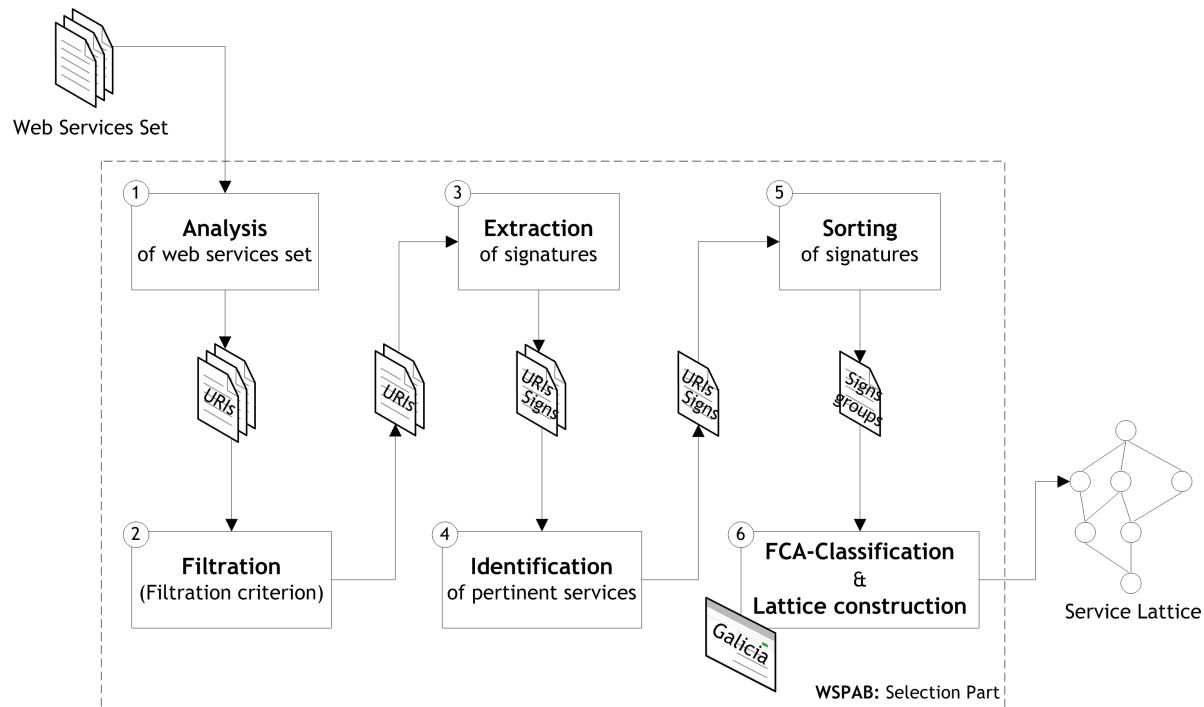 Web Services Set
1
Analysis
of web services set
URIs
2
Filtration
(Filtration criterion)
URIs
3
Extraction
of signatures
URIs
Signs
4
Identification
of pertinent services
URIs
Signs
5
Sorting
of signatures
Signs
groups
6
FCA-Classification
&
Lattice construction
Galicia
Service Lattice
WSPAB: Selection Part